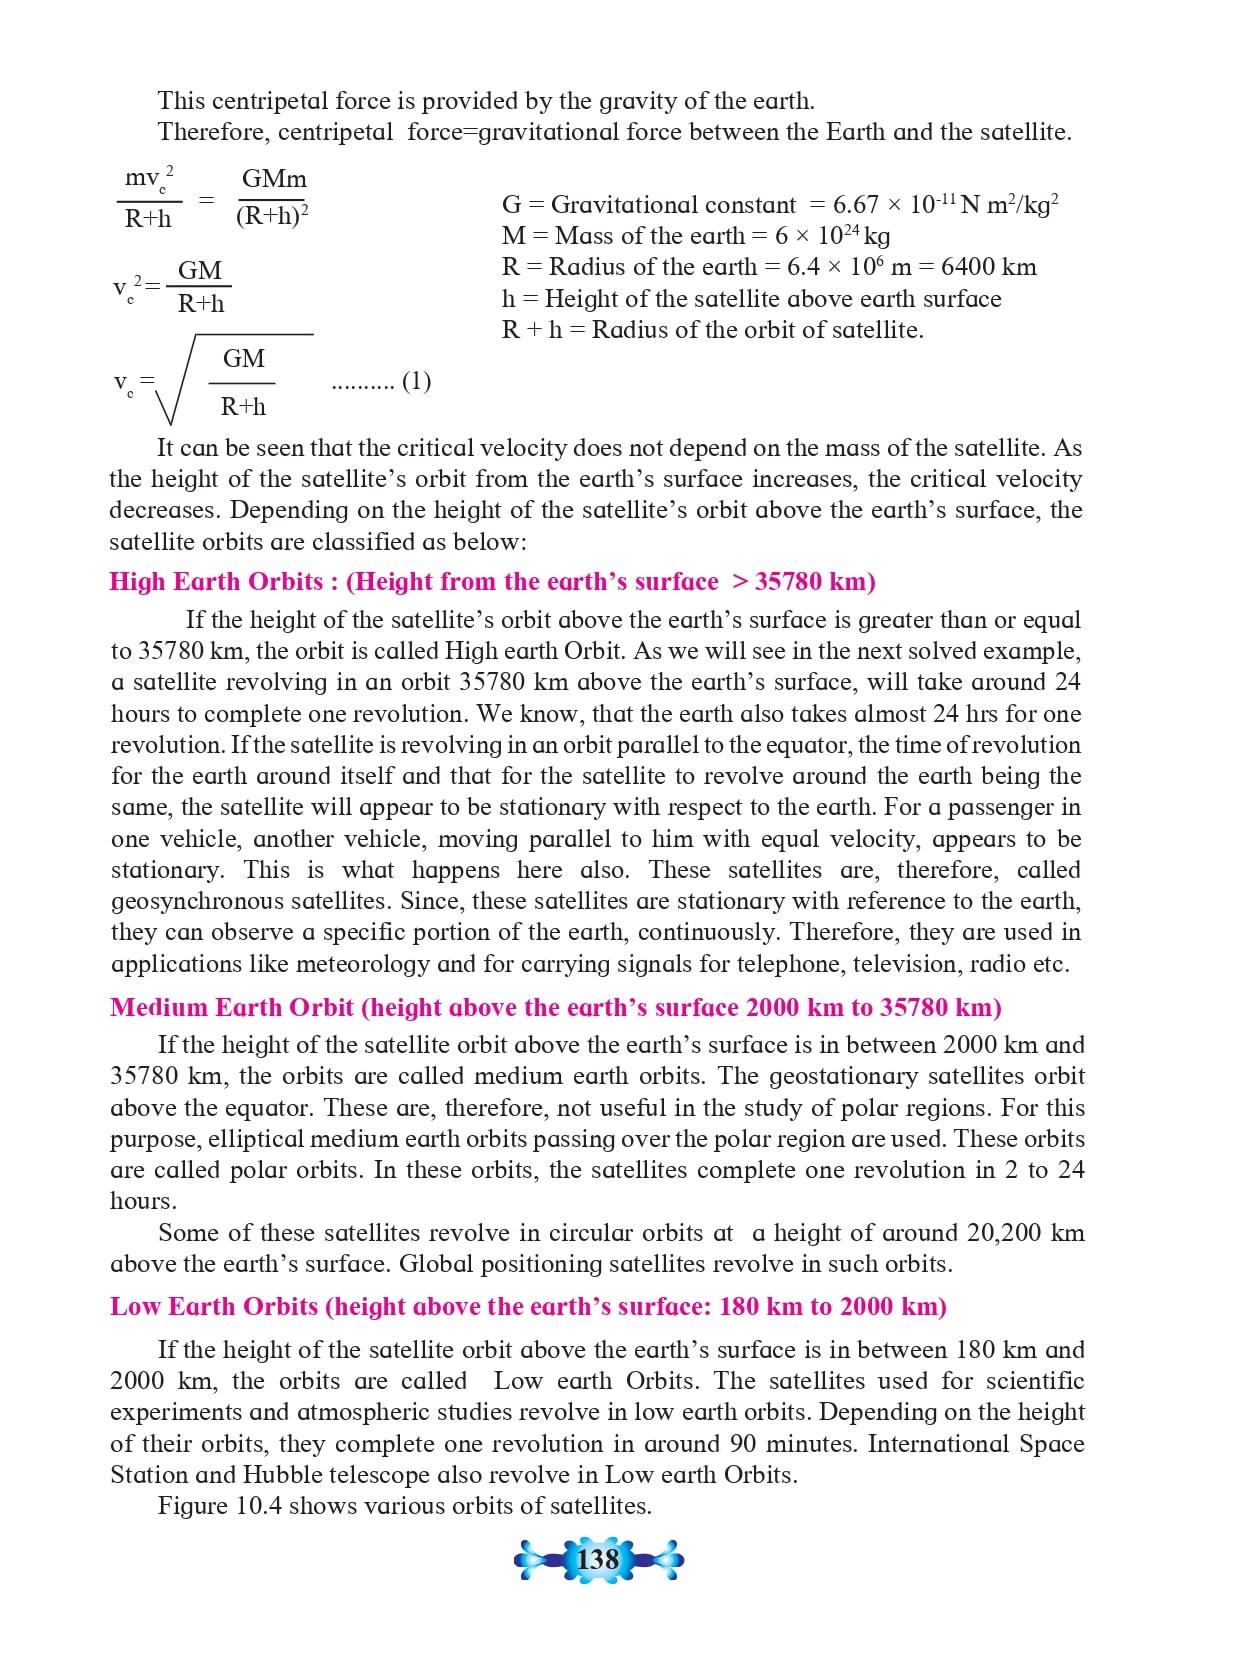 This centripetal force is provided by the gravity of the earth.
Therefore, centripetal force=gravitational force between the Earth and the satellite.
mv_c^2 / R+h = GMm / (R+h)^2
v_c^2 = GM / R+h
v_c = √(GM / R+h) .......... (1)
G = Gravitational constant = 6.67 × 10^-11 N m²/kg²
M = Mass of the earth = 6 × 10^24 kg
R = Radius of the earth = 6.4 × 10^6 m = 6400 km
h = Height of the satellite above earth surface
R + h = Radius of the orbit of satellite.
It can be seen that the critical velocity does not depend on the mass of the satellite. As
the height of the satellite’s orbit from the earth’s surface increases, the critical velocity
decreases. Depending on the height of the satellite’s orbit above the earth’s surface, the
satellite orbits are classified as below:
High Earth Orbits : (Height from the earth’s surface > 35780 km)
If the height of the satellite’s orbit above the earth’s surface is greater than or equal
to 35780 km, the orbit is called High earth Orbit. As we will see in the next solved example,
a satellite revolving in an orbit 35780 km above the earth’s surface, will take around 24
hours to complete one revolution. We know, that the earth also takes almost 24 hrs for one
revolution. If the satellite is revolving in an orbit parallel to the equator, the time of revolution
for the earth around itself and that for the satellite to revolve around the earth being the
same, the satellite will appear to be stationary with respect to the earth. For a passenger in
one vehicle, another vehicle, moving parallel to him with equal velocity, appears to be
stationary. This is what happens here also. These satellites are, therefore, called
geosynchronous satellites. Since, these satellites are stationary with reference to the earth,
they can observe a specific portion of the earth, continuously. Therefore, they are used in
applications like meteorology and for carrying signals for telephone, television, radio etc.
Medium Earth Orbit (height above the earth’s surface 2000 km to 35780 km)
If the height of the satellite orbit above the earth’s surface is in between 2000 km and
35780 km, the orbits are called medium earth orbits. The geostationary satellites orbit
above the equator. These are, therefore, not useful in the study of polar regions. For this
purpose, elliptical medium earth orbits passing over the polar region are used. These orbits
are called polar orbits. In these orbits, the satellites complete one revolution in 2 to 24
hours.
Some of these satellites revolve in circular orbits at a height of around 20,200 km
above the earth’s surface. Global positioning satellites revolve in such orbits.
Low Earth Orbits (height above the earth’s surface: 180 km to 2000 km)
If the height of the satellite orbit above the earth’s surface is in between 180 km and
2000 km, the orbits are called Low earth Orbits. The satellites used for scientific
experiments and atmospheric studies revolve in low earth orbits. Depending on the height
of their orbits, they complete one revolution in around 90 minutes. International Space
Station and Hubble telescope also revolve in Low earth Orbits.
Figure 10.4 shows various orbits of satellites.
138